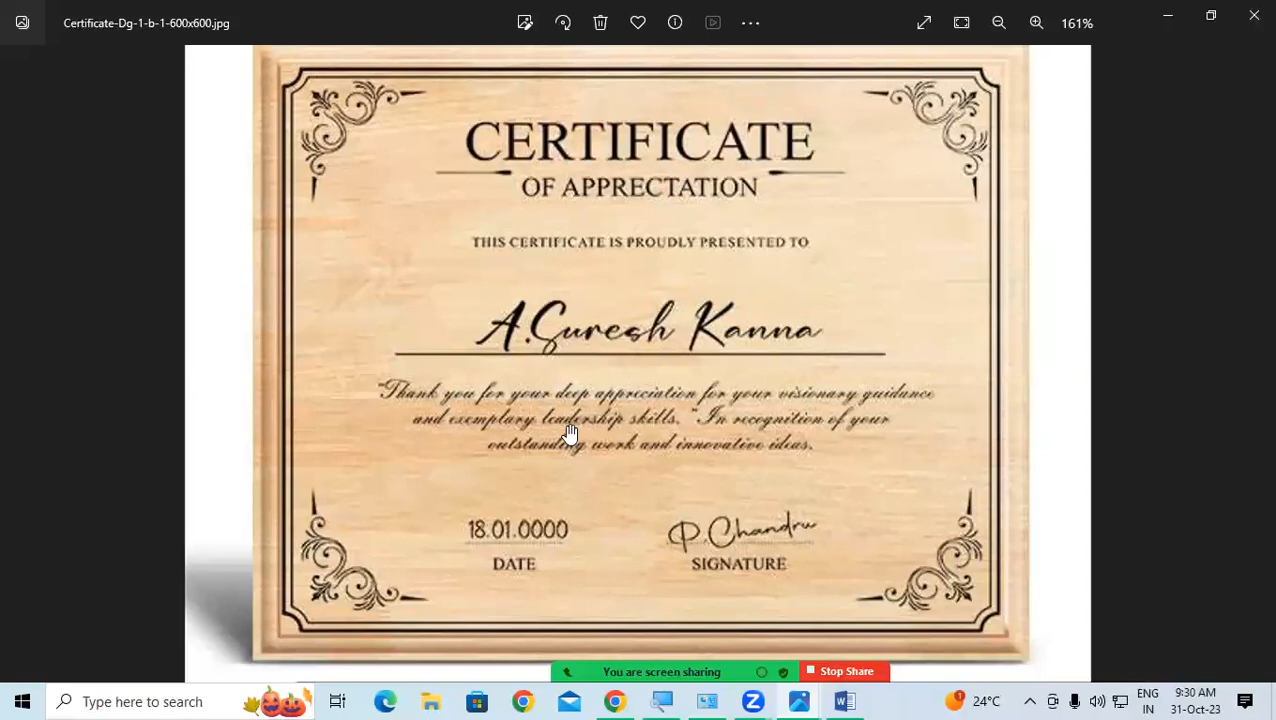 Certificate-Dg-1-b-1-600x600.jpg
161%
CERTIFICATE
OF APPRECTATION
THIS CERTIFICATE IS PROUDLY PRESENTED TO
A.Suresh Kanna
"Thank you for your deep appreciation for your visionary guidance
and exemplary leadership skills. "In recognition of your
outstanding work and innovative ideas.
18.01.0000 P.Chandru
DATE SIGNATURE
You are screen sharing Stop Share
Type here to search
1 24°C ENG IN 9:30 AM 31-Oct-23